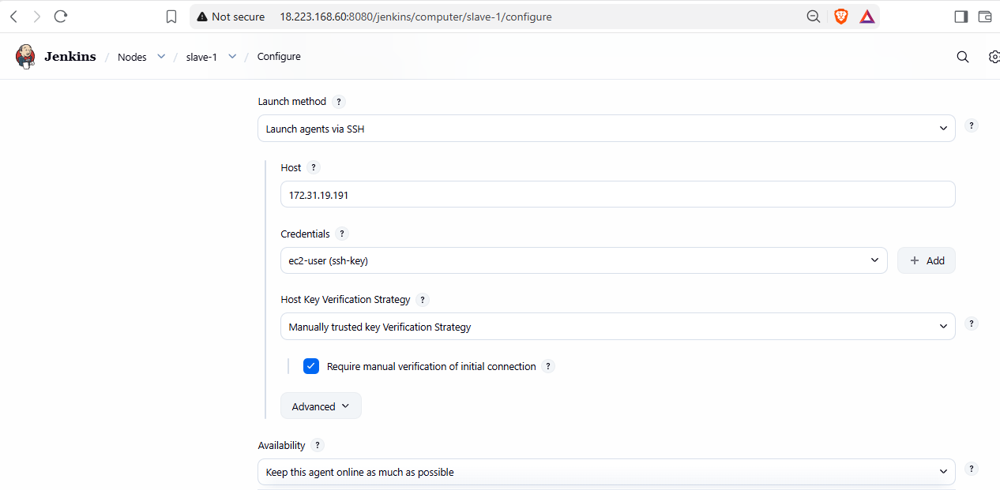 Not secure 18.223.168.60:8080/jenkins/computer/slave-1/configure
Jenkins / Nodes / slave-1 / Configure
Launch method ?
Launch agents via SSH ?
Host ?
172.31.19.191
Credentials ?
ec2-user (ssh-key) + Add
Host Key Verification Strategy ?
Manually trusted key Verification Strategy ?
Require manual verification of initial connection ?
Advanced
Availability ?
Keep this agent online as much as possible ?